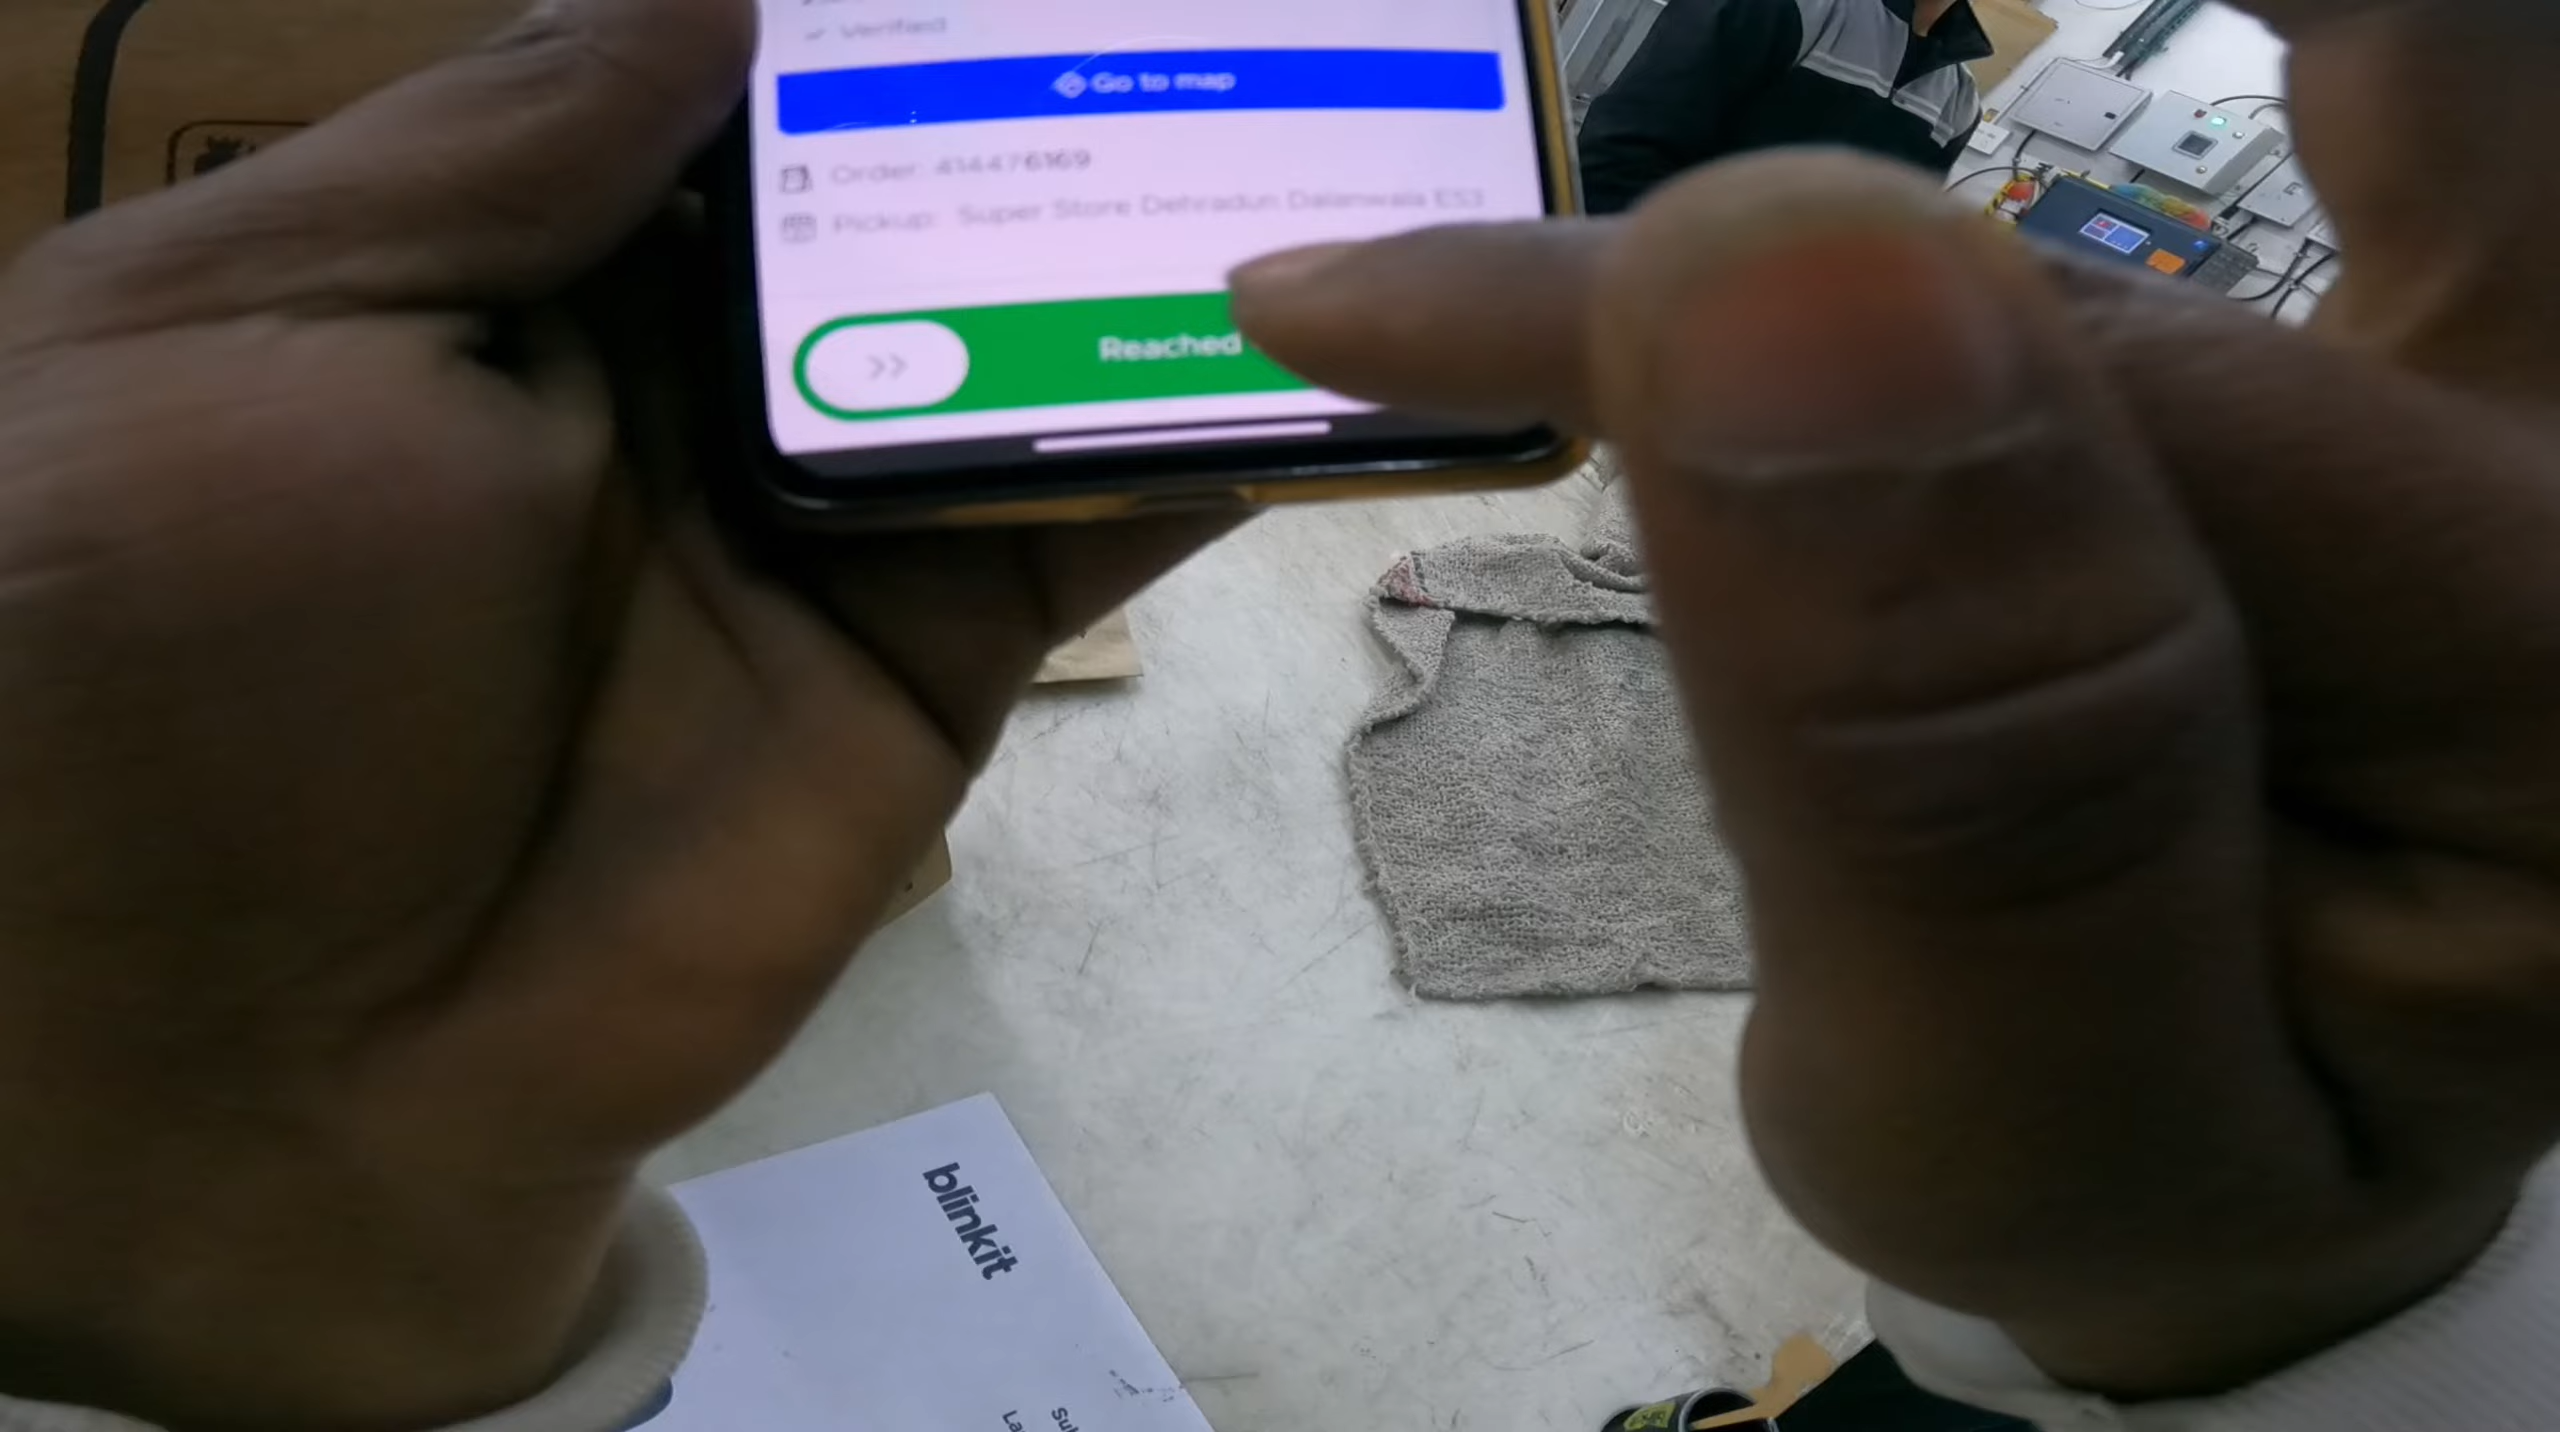 Verified
Go to map
Order: 414476169
Pickup: Super Store Dehradun Dalanwala ES3
>> Reached
blinkit